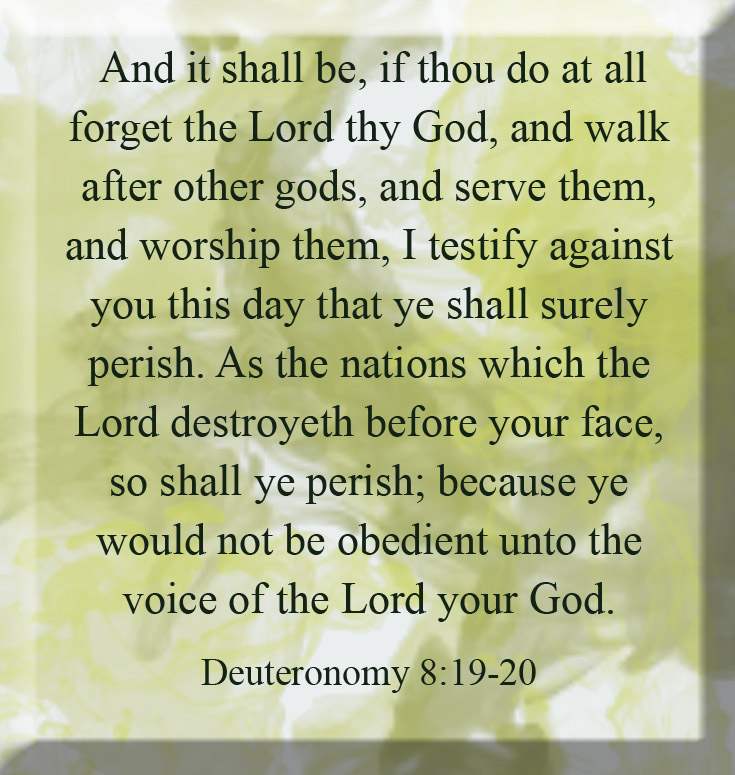 And it shall be, if thou do at all
forget the Lord thy God, and walk
after other gods, and serve them,
and worship them, I testify against
you this day that ye shall surely
perish. As the nations which the
Lord destroyeth before your face,
so shall ye perish; because ye
would not be obedient unto the
voice of the Lord your God.
Deuteronomy 8:19-20